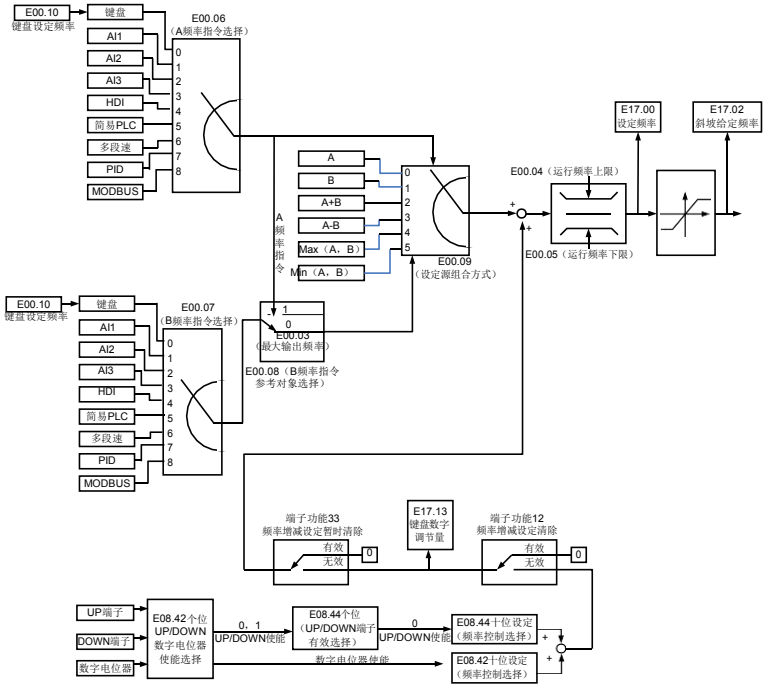 E00.10
键盘设定频率
键盘
AI1
AI2
AI3
HDI
简易PLC
多段速
PID
MODBUS
E00.06
(A频率指令选择)
0
1
2
3
4
5
6
7
8
A频率指令
A
B
A+B
A-B
Max（A，B）
Min（A，B）
0
1
2
3
4
5
E00.09
(设定源组合方式)
+
+
E00.04（运行频率上限）
E00.05（运行频率下限）
E17.00
设定频率
E17.02
斜坡给定频率
E00.10
键盘设定频率
键盘
AI1
AI2
AI3
HDI
简易PLC
多段速
PID
MODBUS
E00.07
(B频率指令选择)
0
1
2
3
4
5
6
7
8
1
0
E00.03
(最大输出频率)
E00.08（B频率指令
参考对象选择）
端子功能33
频率增减设定暂时清除
有效
无效
0
E17.13
键盘数字
调节量
端子功能12
频率增减设定清除
有效
无效
0
UP端子
DOWN端子
数字电位器
E08.42个位
UP/DOWN
数字电位器
使能选择
0，1
UP/DOWN使能
E08.44个位
（UP/DOWN端子
有效选择）
0
UP/DOWN使能
数字电位器使能
E08.44十位设定
（频率控制选择）
E08.42十位设定
（频率控制选择）
+
+